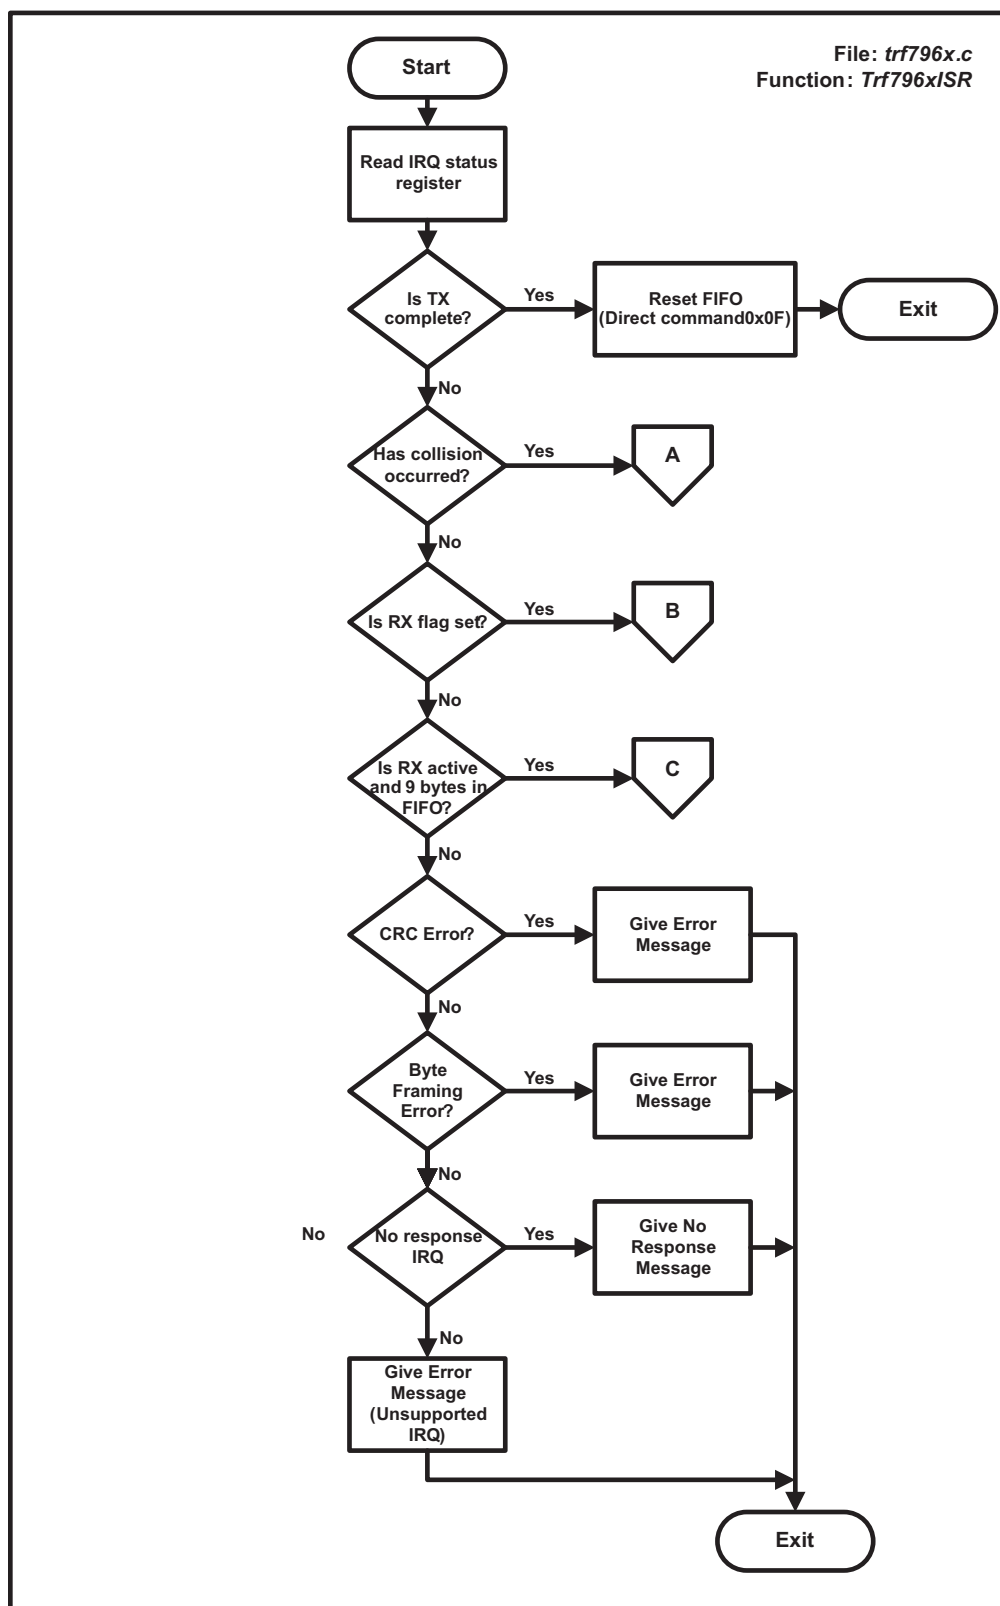 File: trf796x.c
Function: Trf796xISR
Start
Read IRQ status
register
Is TX
complete?
Yes
Reset FIFO
(Direct command0x0F)
Exit
No
Has collision
occurred?
Yes
A
No
Is RX flag set?
Yes
B
No
Is RX active
and 9 bytes in
FIFO?
Yes
C
No
CRC Error?
Yes
Give Error
Message
No
Byte
Framing
Error?
Yes
Give Error
Message
No
No
No response
IRQ
Yes
Give No
Response
Message
No
Give Error
Message
(Unsupported
IRQ)
Exit